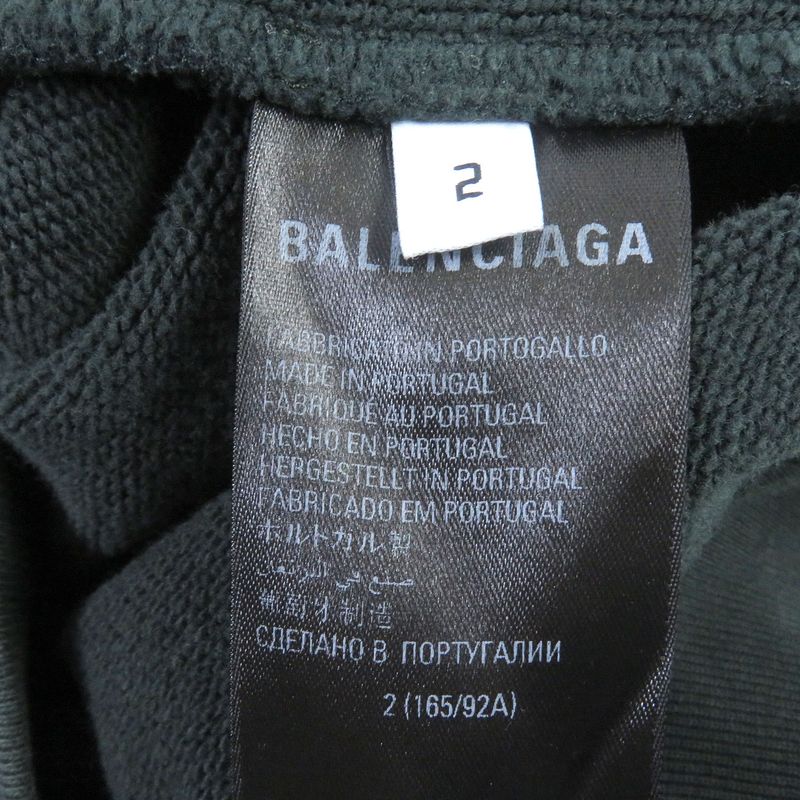 2
BALENCIAGA
FABBRICATO IN PORTOGALLO
MADE IN PORTUGAL
FABRIQUÉ AU PORTUGAL
HECHO EN PORTUGAL
HERGESTELLT IN PORTUGAL
FABRICADO EM PORTUGAL
ポルトガル製
صنع في البرتغال
葡萄牙制造
СДЕЛАНО В ПОРТУГАЛИИ
2 (165/92A)